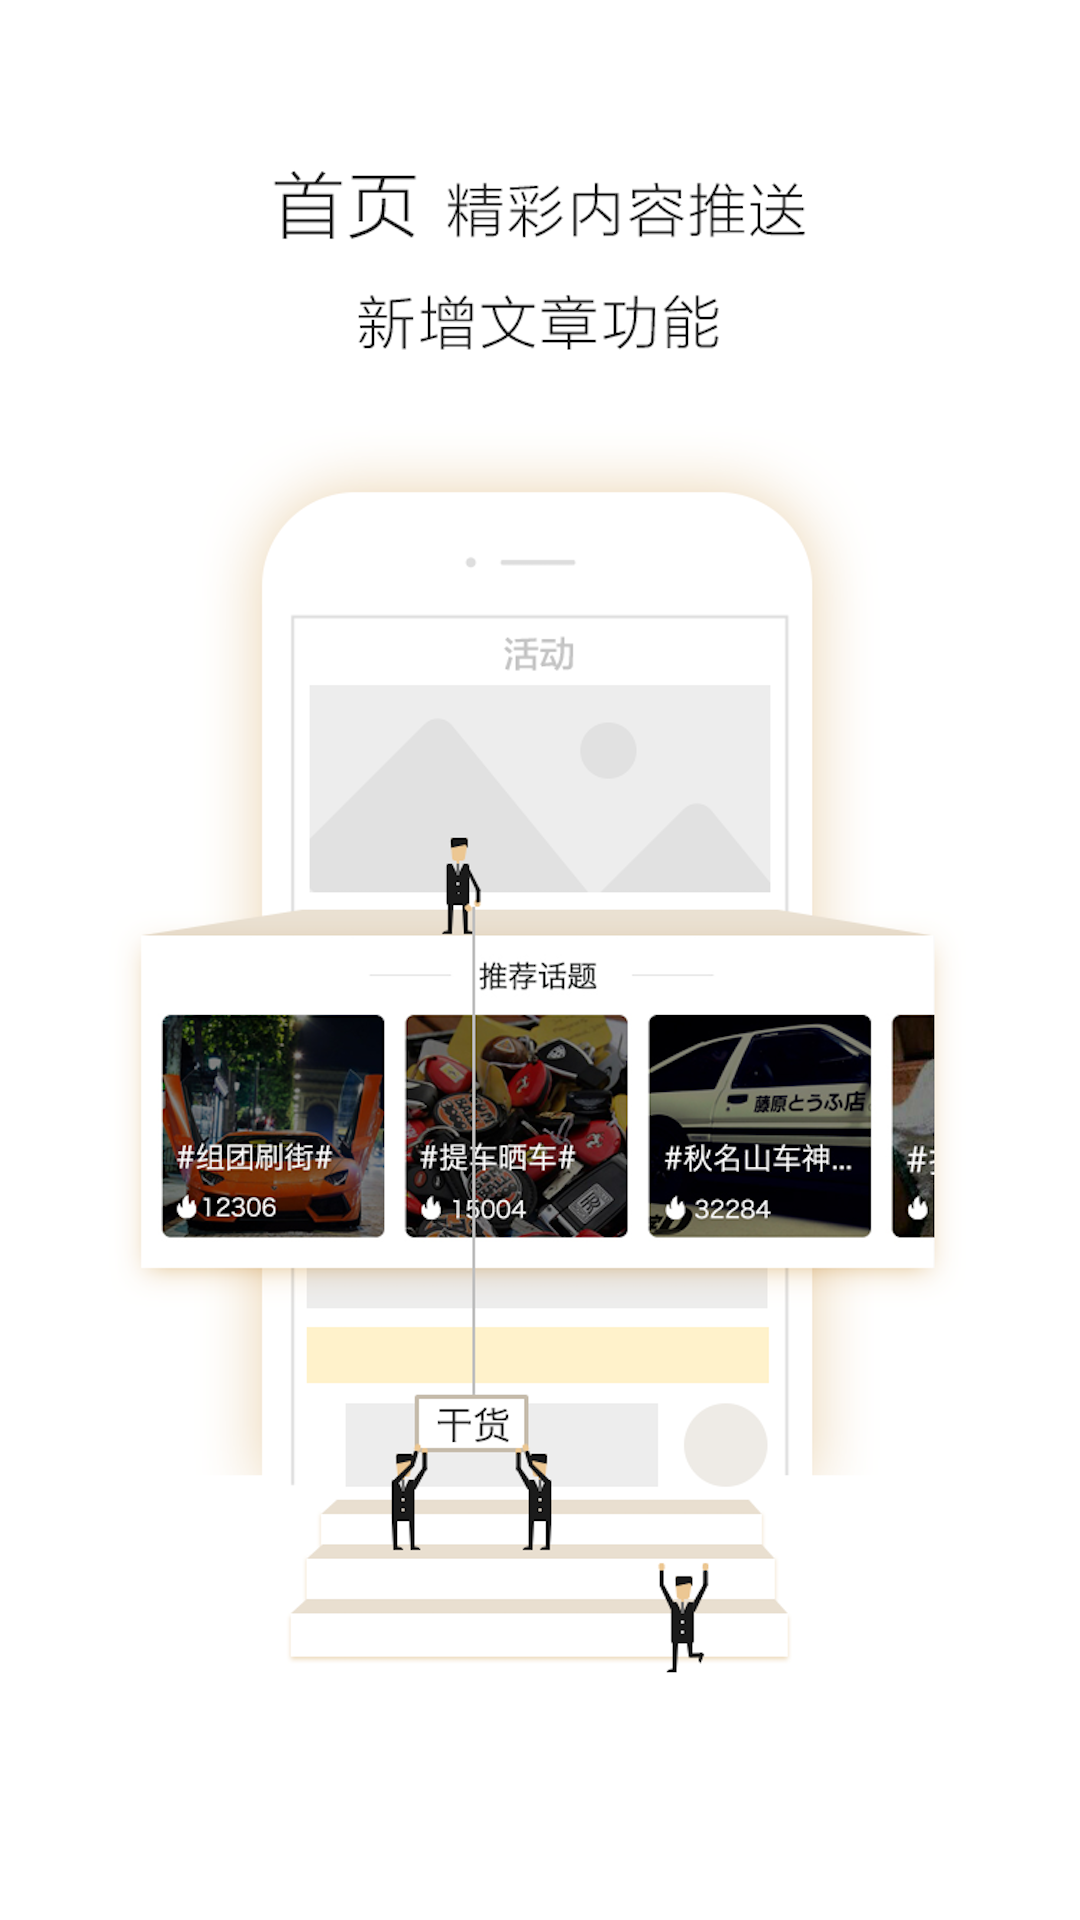 首页 精彩内容推送
新增文章功能
活动
推荐话题
藤原とうふ店
#组团刷街# #提车晒车# #秋名山车神... #
12306 15004 32284
干货